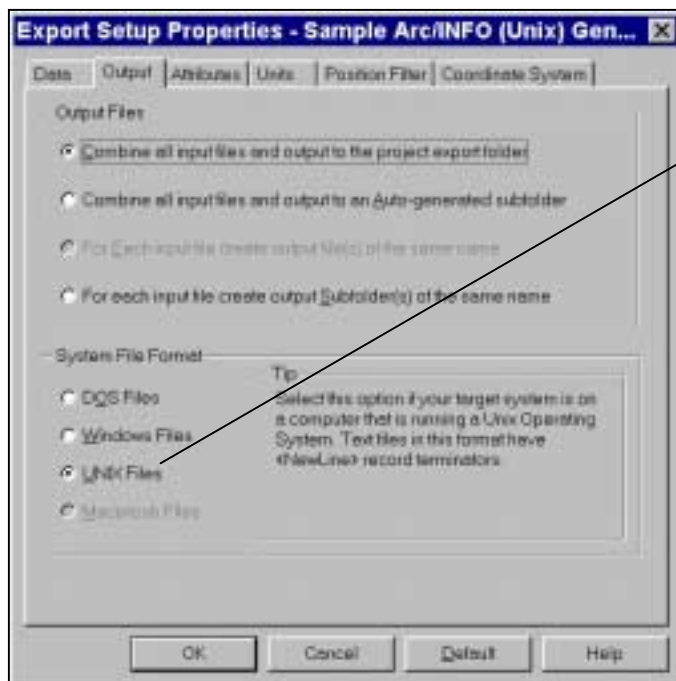 Export Setup Properties - Sample Arc/INFO (Unix) Gen...
Data Output Attributes Units Position Filter Coordinate System
Output Files
Combine all input files and output to the project export folder
Combine all input files and output to an Auto-generated subfolder
For Each input file create output file(s) of the same name
For each input file create output Subfolder(s) of the same name
System File Format
DOS Files
Windows Files
UNIX Files
Macintosh Files
Tip
Select this option if your target system is on
a computer that is running a Unix Operating
System. Text files in this format have
<NewLine> record terminators.
OK Cancel Default Help